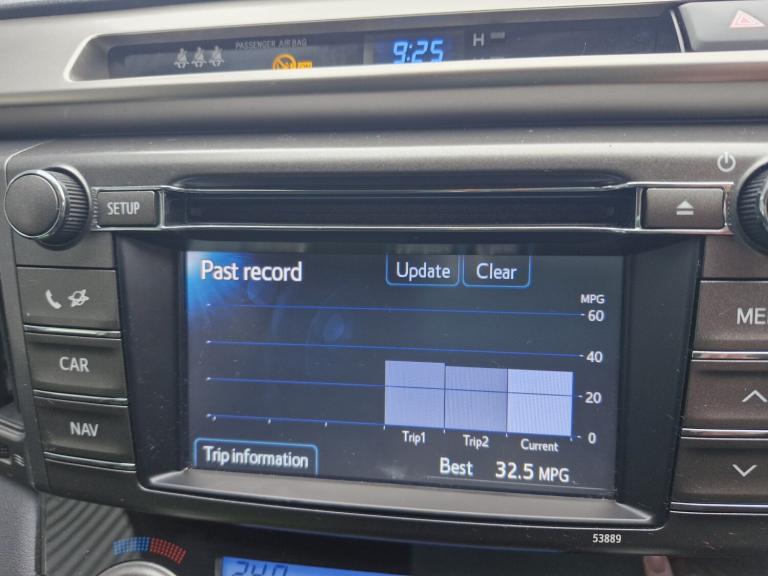 PASSENGER AIR BAG
9:25 H
SETUP
Past record
Update Clear
MPG
60
CAR
40
20
NAV
Trip1 Trip2 Current
0
Trip information
Best 32.5 MPG
53889